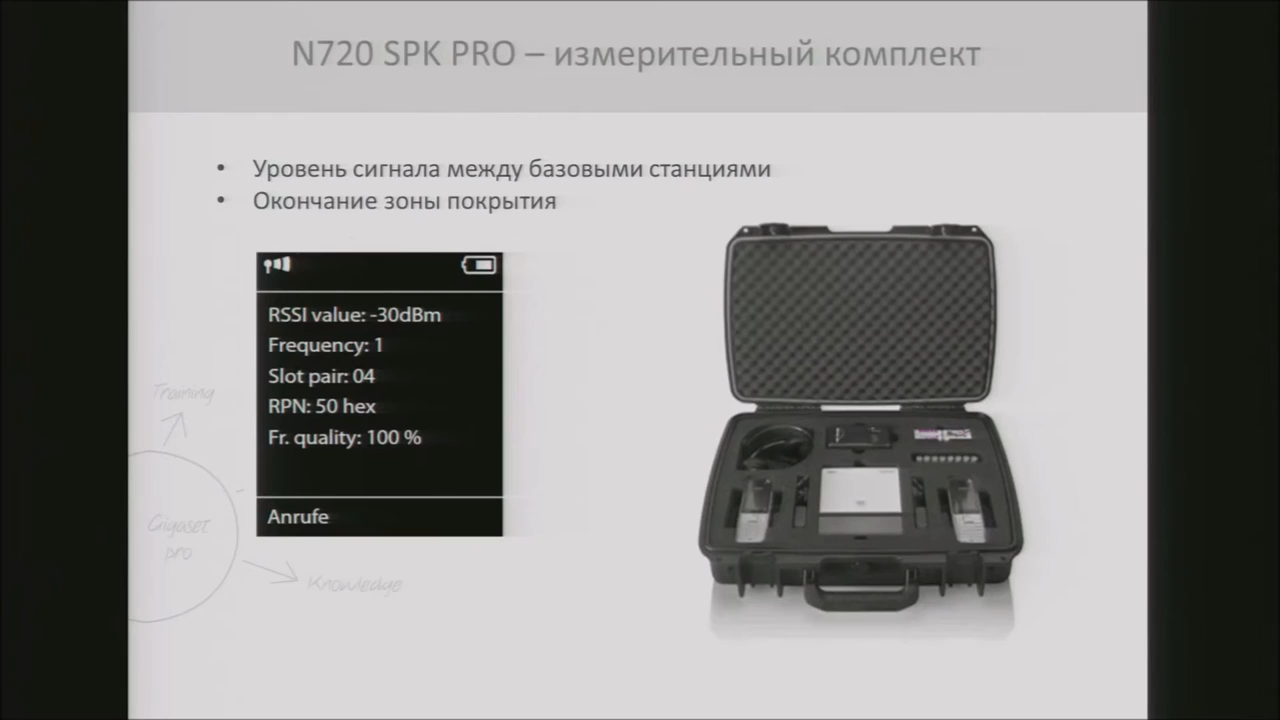 N720 SPK PRO – измерительный комплект
• Уровень сигнала между базовыми станциями
• Окончание зоны покрытия
RSSI value: -30dBm
Frequency: 1
Slot pair: 04
RPN: 50 hex
Fr. quality: 100 %
Anrufe
Training
Gigaset
pro
Knowledge